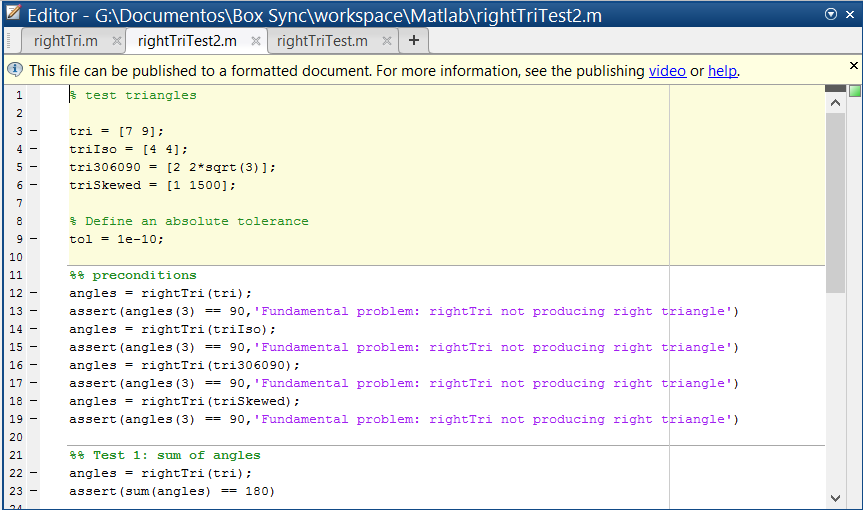 Editor - G:\Documentos\Box Sync\workspace\Matlab\rightTriTest2.m
rightTri.m rightTriTest2.m rightTriTest.m
This file can be published to a formatted document. For more information, see the publishing video or help.
1 % test triangles
2
3 – tri = [7 9];
4 – triIso = [4 4];
5 – tri306090 = [2 2*sqrt(3)];
6 – triSkewed = [1 1500];
7
8 % Define an absolute tolerance
9 – tol = 1e-10;
10
11 %% preconditions
12 – angles = rightTri(tri);
13 – assert(angles(3) == 90,'Fundamental problem: rightTri not producing right triangle')
14 – angles = rightTri(triIso);
15 – assert(angles(3) == 90,'Fundamental problem: rightTri not producing right triangle')
16 – angles = rightTri(tri306090);
17 – assert(angles(3) == 90,'Fundamental problem: rightTri not producing right triangle')
18 – angles = rightTri(triSkewed);
19 – assert(angles(3) == 90,'Fundamental problem: rightTri not producing right triangle')
20
21 %% Test 1: sum of angles
22 – angles = rightTri(tri);
23 – assert(sum(angles) == 180)
24